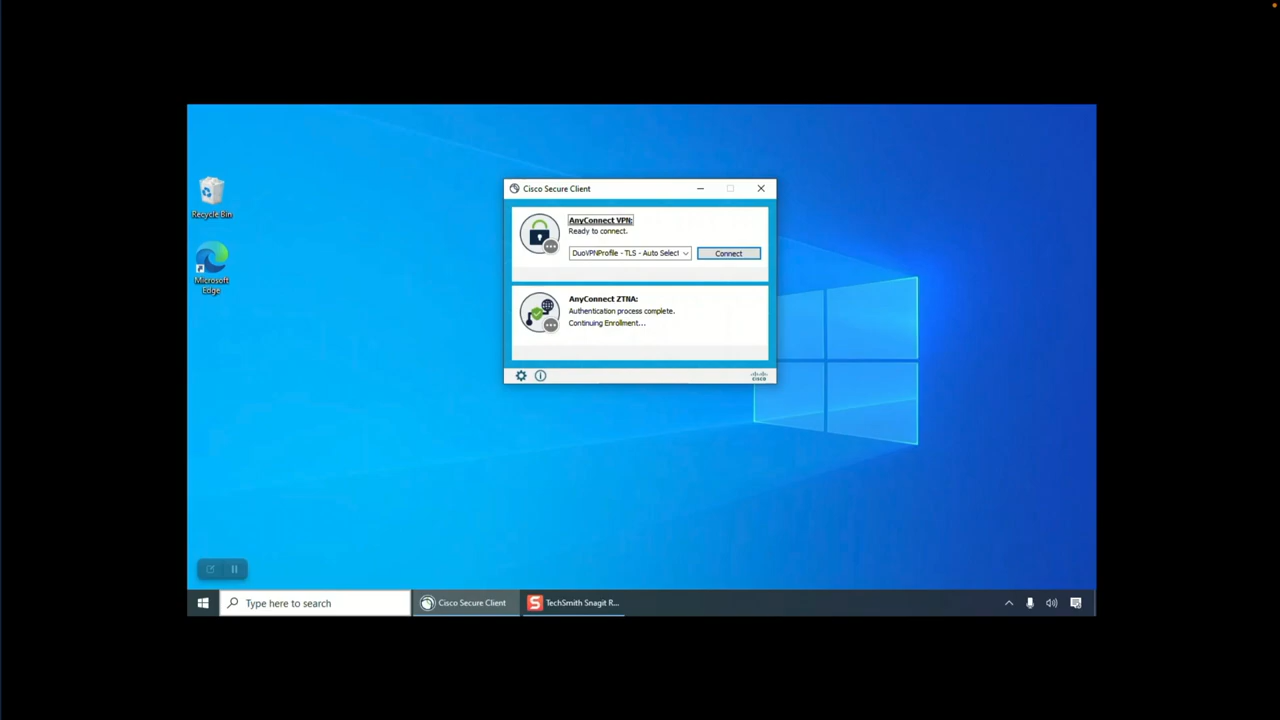 Recycle Bin
Microsoft
Edge
Cisco Secure Client
AnyConnect VPN:
Ready to connect.
DuoVPNProfile - TLS - Auto Select
Connect
AnyConnect ZTNA:
Authentication process complete.
Continuing Enrollment...
CISCO
Type here to search
Cisco Secure Client
S
TechSmith Snagit R...